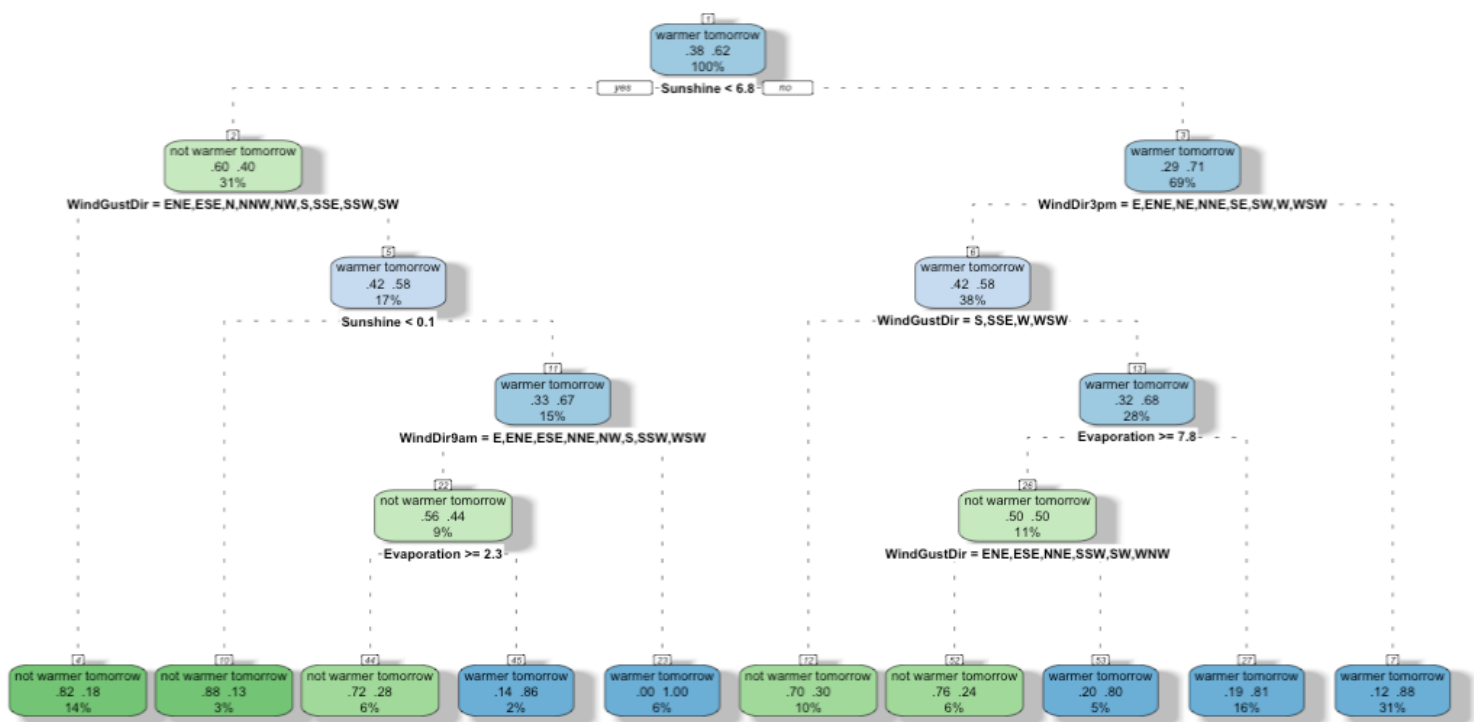 1
warmer tomorrow
.38 .62
100%
yes Sunshine < 6.8 no
2
not warmer tomorrow
.60 .40
31%
WindGustDir = ENE,ESE,N,NNW,NW,S,SSE,SSW,SW
3
warmer tomorrow
.29 .71
69%
WindDir3pm = E,ENE,NE,NNE,SE,SW,W,WSW
5
warmer tomorrow
.42 .58
17%
Sunshine < 0.1
6
warmer tomorrow
.42 .58
38%
WindGustDir = S,SSE,W,WSW
11
warmer tomorrow
.33 .67
15%
WindDir9am = E,ENE,ESE,NNE,NW,S,SSW,WSW
13
warmer tomorrow
.32 .68
28%
Evaporation >= 7.8
22
not warmer tomorrow
.56 .44
9%
Evaporation >= 2.3
26
not warmer tomorrow
.50 .50
11%
WindGustDir = ENE,ESE,NNE,SSW,SW,WNW
4
not warmer tomorrow
.82 .18
14%
10
not warmer tomorrow
.88 .13
3%
44
not warmer tomorrow
.72 .28
6%
45
warmer tomorrow
.14 .86
2%
23
warmer tomorrow
.00 1.00
6%
12
not warmer tomorrow
.70 .30
10%
52
not warmer tomorrow
.76 .24
6%
53
warmer tomorrow
.20 .80
5%
27
warmer tomorrow
.19 .81
16%
7
warmer tomorrow
.12 .88
31%